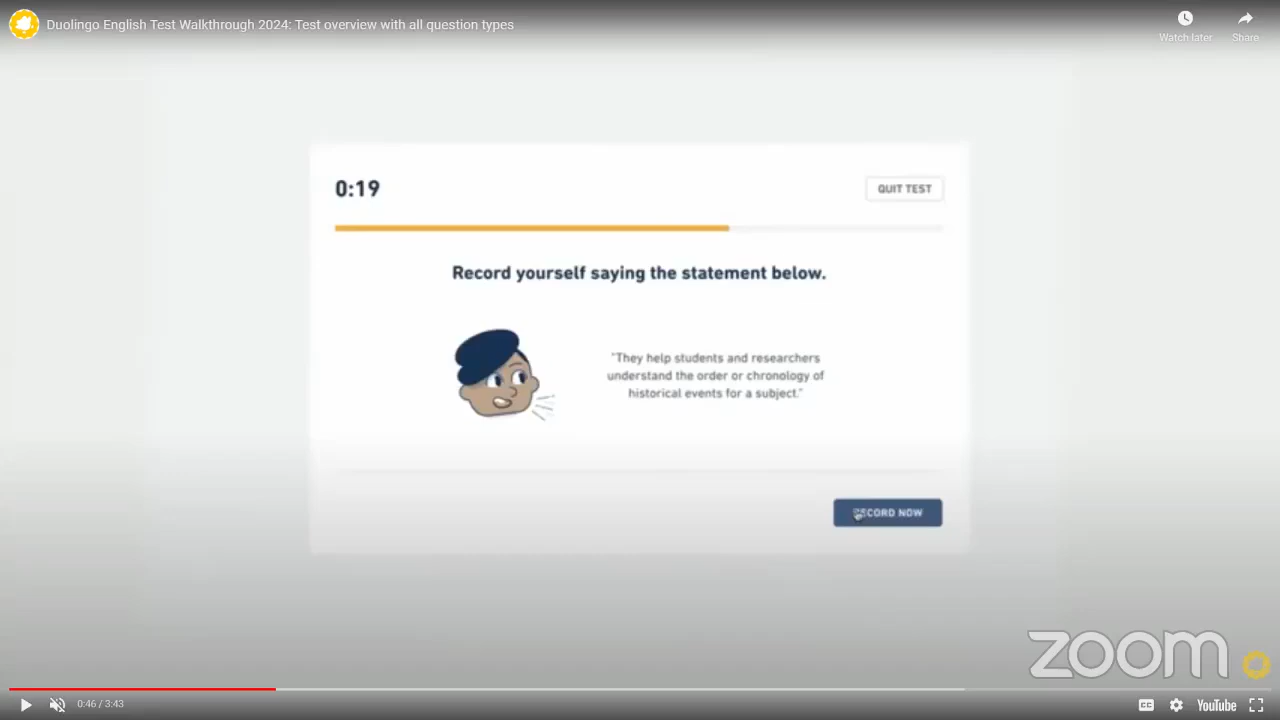 Duolingo English Test Walkthrough 2024: Test overview with all question types
Watch later
Share
0:19
QUIT TEST
Record yourself saying the statement below.
"They help students and researchers
understand the order or chronology of
historical events for a subject."
RECORD NOW
zoom
0:46 / 3:43
CC
YouTube